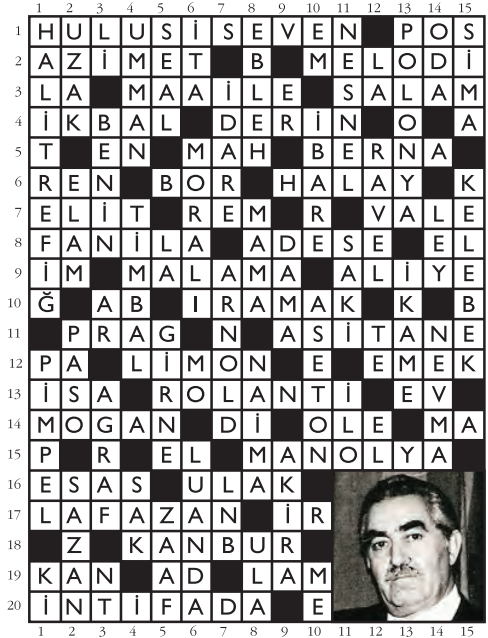 1 2 3 4 5 6 7 8 9 10 11 12 13 14 15
1 HULUSİSEVEN POS
2 AZİMET B MELODİ
3 LA MAAİLE SALAM
4 İKBAL DERİN O A
5 T EN MAH BERNA
6 REN BOR HALAY K
7 ELİT REM R VALE
8 FANİLA ADESE EL
9 İM MALAMA ALİYE
10 Ğ AB IRAMAK K B
11 PRAG N ASİTANE
12 PA LİMON E EMEK
13 İSA ROLANTİ EV
14 MOGAN Dİ OLE MA
15 P R EL MANOLYA
16 ESAS ULAK
17 LAFAZAN İR
18 Z KANBUR
19 KAN AD LAM
20 İNTİFADA E
1 2 3 4 5 6 7 8 9 10 11 12 13 14 15